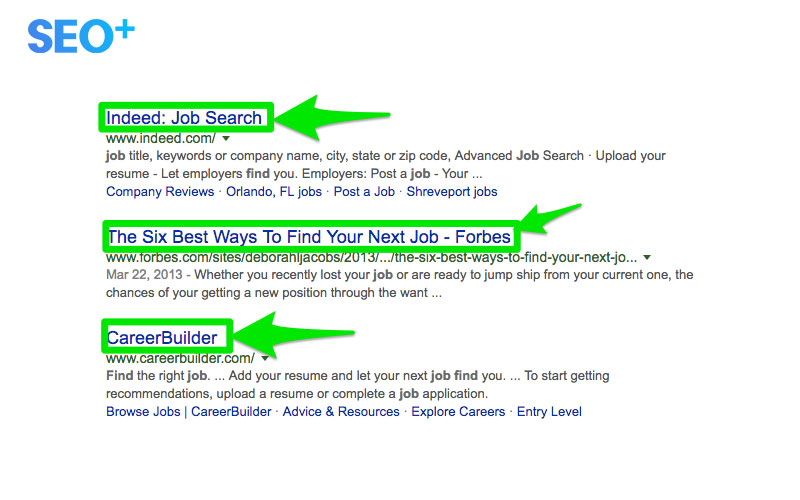 SEO+
Indeed: Job Search
www.indeed.com/
job title, keywords or company name, city, state or zip code, Advanced Job Search · Upload your
resume - Let employers find you. Employers: Post a job - Your ...
Company Reviews · Orlando, FL jobs · Post a Job · Shreveport jobs
The Six Best Ways To Find Your Next Job - Forbes
www.forbes.com/sites/deborahljacobs/2013/.../the-six-best-ways-to-find-your-next-jo...
Mar 22, 2013 - Whether you recently lost your job or are ready to jump ship from your current one, the
chances of your getting a new position through the want ...
CareerBuilder
www.careerbuilder.com/
Find the right job. ... Add your resume and let your next job find you. ... To start getting
recommendations, upload a resume or complete a job application.
Browse Jobs | CareerBuilder · Advice & Resources · Explore Careers · Entry Level